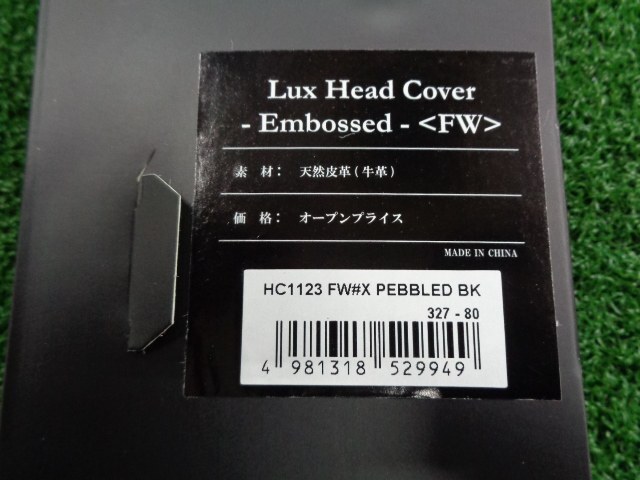 Lux Head Cover
- Embossed - <FW>
素 材： 天然皮革(牛革)
価 格： オープンプライス
MADE IN CHINA
HC1123 FW#X PEBBLED BK
327 - 80
4 981318 529949